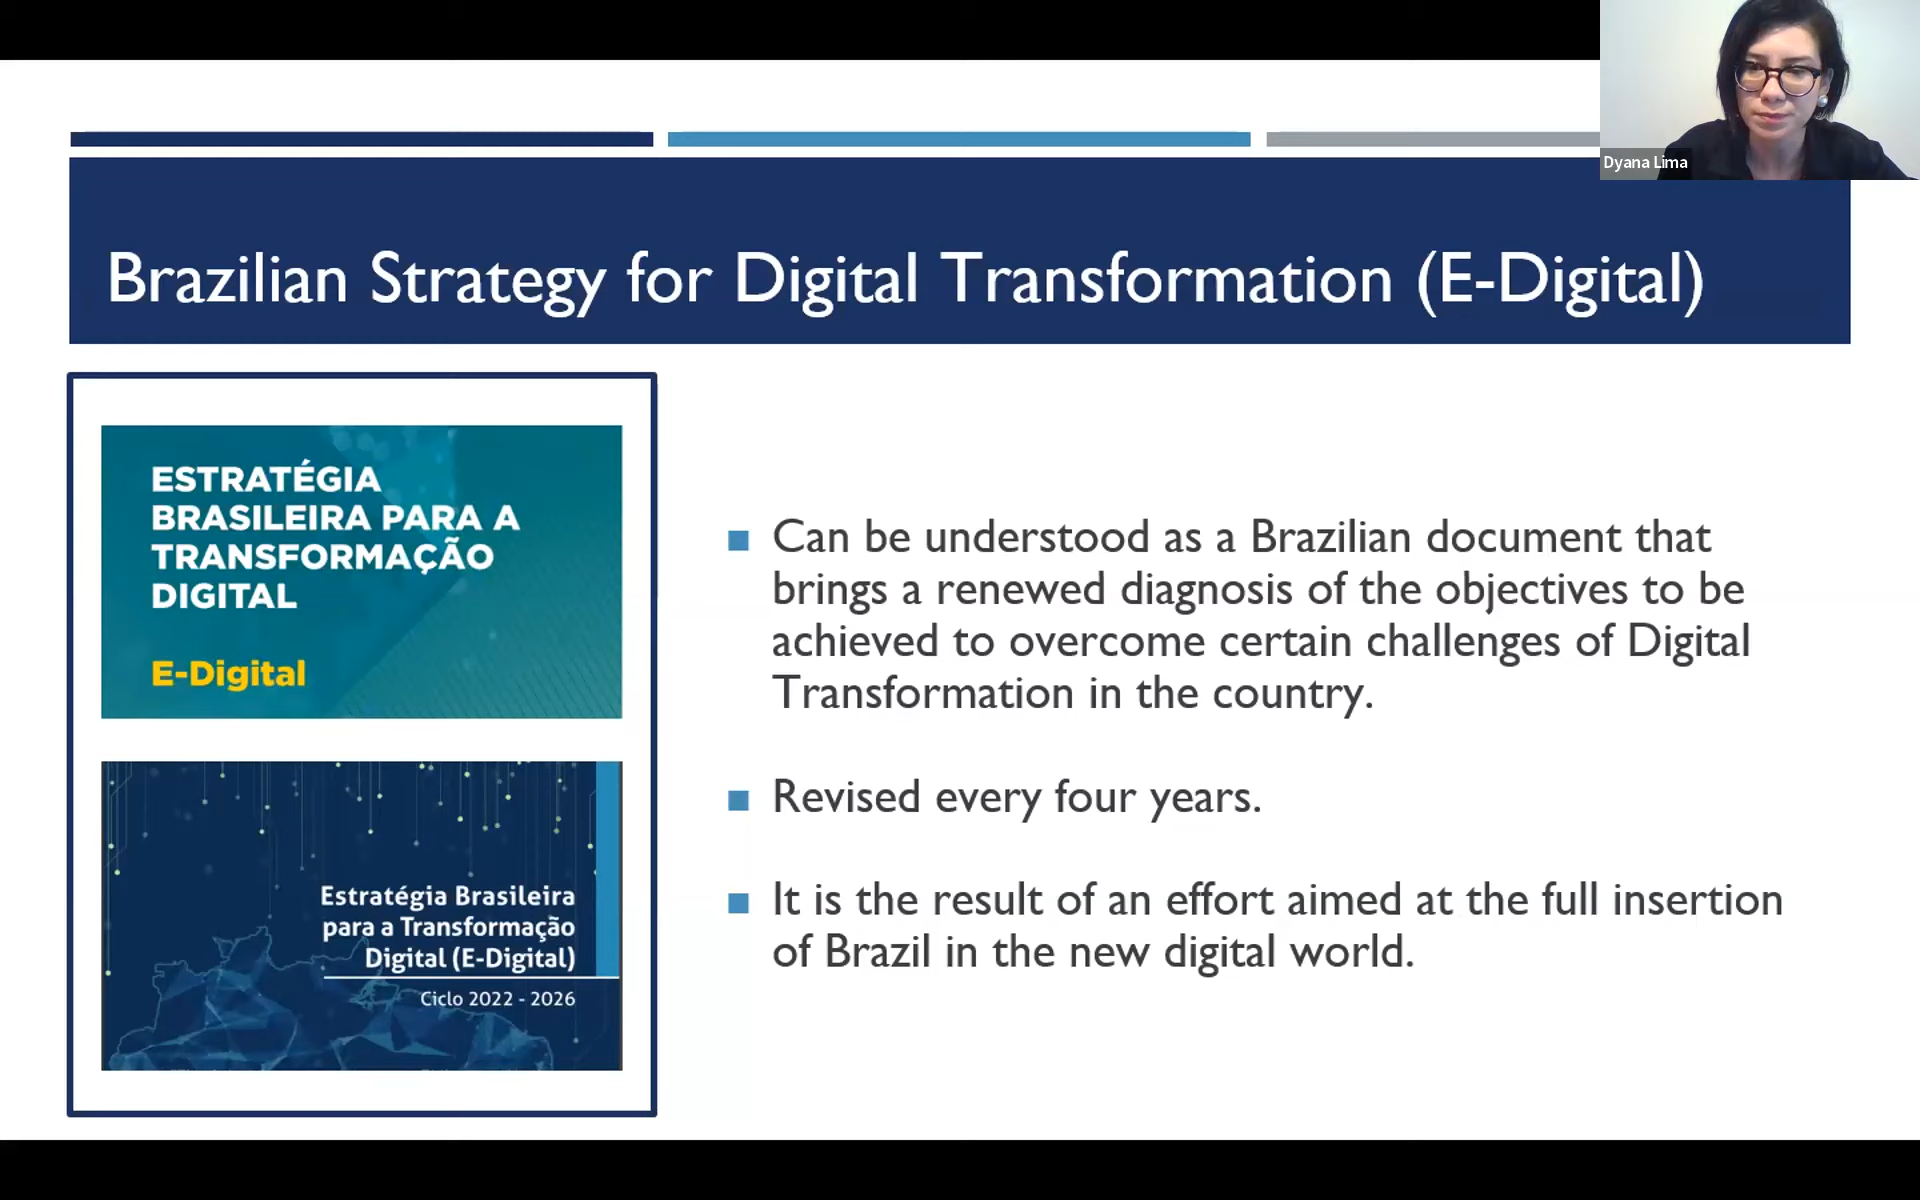 Dyana Lima
Brazilian Strategy for Digital Transformation (E-Digital)
ESTRATÉGIA
BRASILEIRA PARA A
TRANSFORMAÇÃO
DIGITAL
E-Digital
Estratégia Brasileira
para a Transformação
Digital (E-Digital)
Ciclo 2022 - 2026
Can be understood as a Brazilian document that
brings a renewed diagnosis of the objectives to be
achieved to overcome certain challenges of Digital
Transformation in the country.
Revised every four years.
It is the result of an effort aimed at the full insertion
of Brazil in the new digital world.